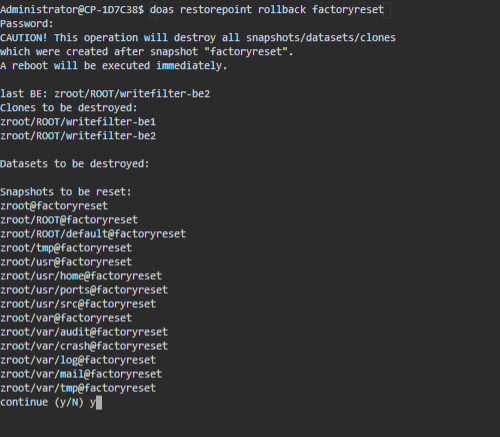 Administrator@CP-1D7C38$ doas restorepoint rollback factoryreset
Password:
CAUTION! This operation will destroy all snapshots/datasets/clones
which were created after snapshot "factoryreset".
A reboot will be executed immediately.
last BE: zroot/ROOT/writefilter-be2
Clones to be destroyed:
zroot/ROOT/writefilter-be1
zroot/ROOT/writefilter-be2
Datasets to be destroyed:
Snapshots to be reset:
zroot@factoryreset
zroot/ROOT@factoryreset
zroot/ROOT/default@factoryreset
zroot/tmp@factoryreset
zroot/usr@factoryreset
zroot/usr/home@factoryreset
zroot/usr/ports@factoryreset
zroot/usr/src@factoryreset
zroot/var@factoryreset
zroot/var/audit@factoryreset
zroot/var/crash@factoryreset
zroot/var/log@factoryreset
zroot/var/mail@factoryreset
zroot/var/tmp@factoryreset
continue (y/N) y